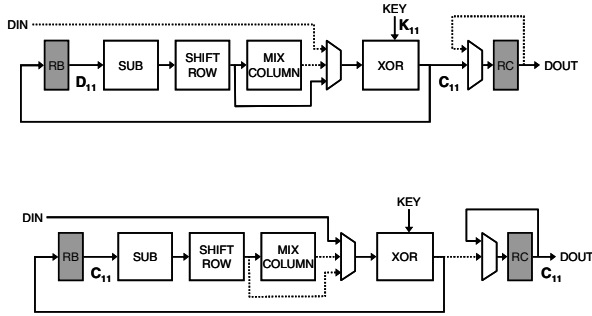 DIN
KEY
K11
RB
D11
SUB
SHIFT
ROW
MIX
COLUMN
XOR
C11
RC
DOUT
DIN
KEY
RB
C11
SUB
SHIFT
ROW
MIX
COLUMN
XOR
RC
DOUT
C11